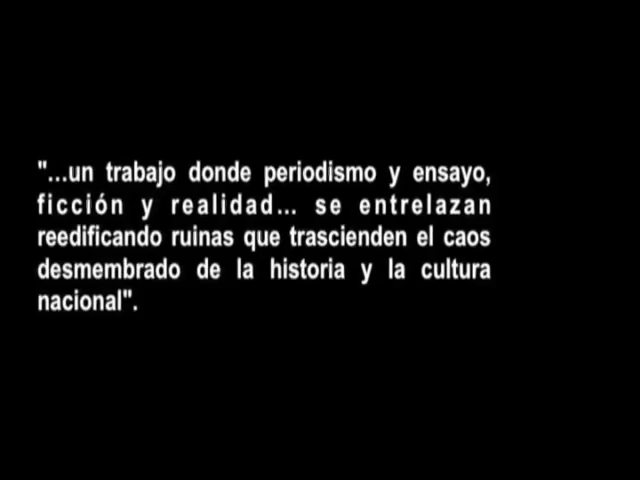 "...un trabajo donde periodismo y ensayo,
ficción y realidad... se entrelazan
reedificando ruinas que trascienden el caos
desmembrado de la historia y la cultura
nacional".